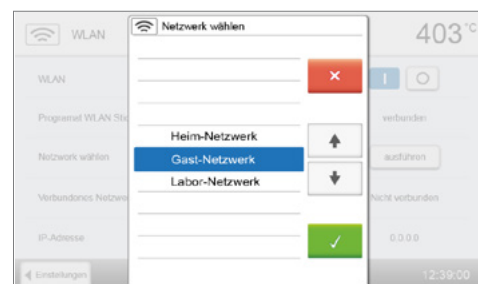 WLAN
Netzwerk wählen
403°C
WLAN
Programat WLAN Stic
verbunden
Heim-Netzwerk
Netzwerk wählen
Gast-Netzwerk
ausführen
Labor-Netzwerk
Verbundenes Netzwe
Nicht verbunden
IP-Adresse
0.0.0.0
Einstellungen
12:39:00